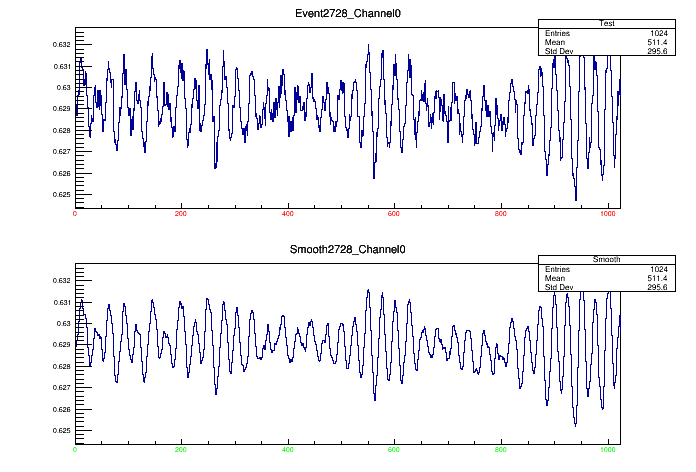 Event2728_Channel0
Test
Entries 1024
Mean 511.4
Std Dev 295.6
0.632
0.631
0.63
0.629
0.628
0.627
0.626
0.625
0 200 400 600 800 1000
Smooth2728_Channel0
Smooth
Entries 1024
Mean 511.4
Std Dev 295.6
0.632
0.631
0.63
0.629
0.628
0.627
0.626
0.625
0 200 400 600 800 1000